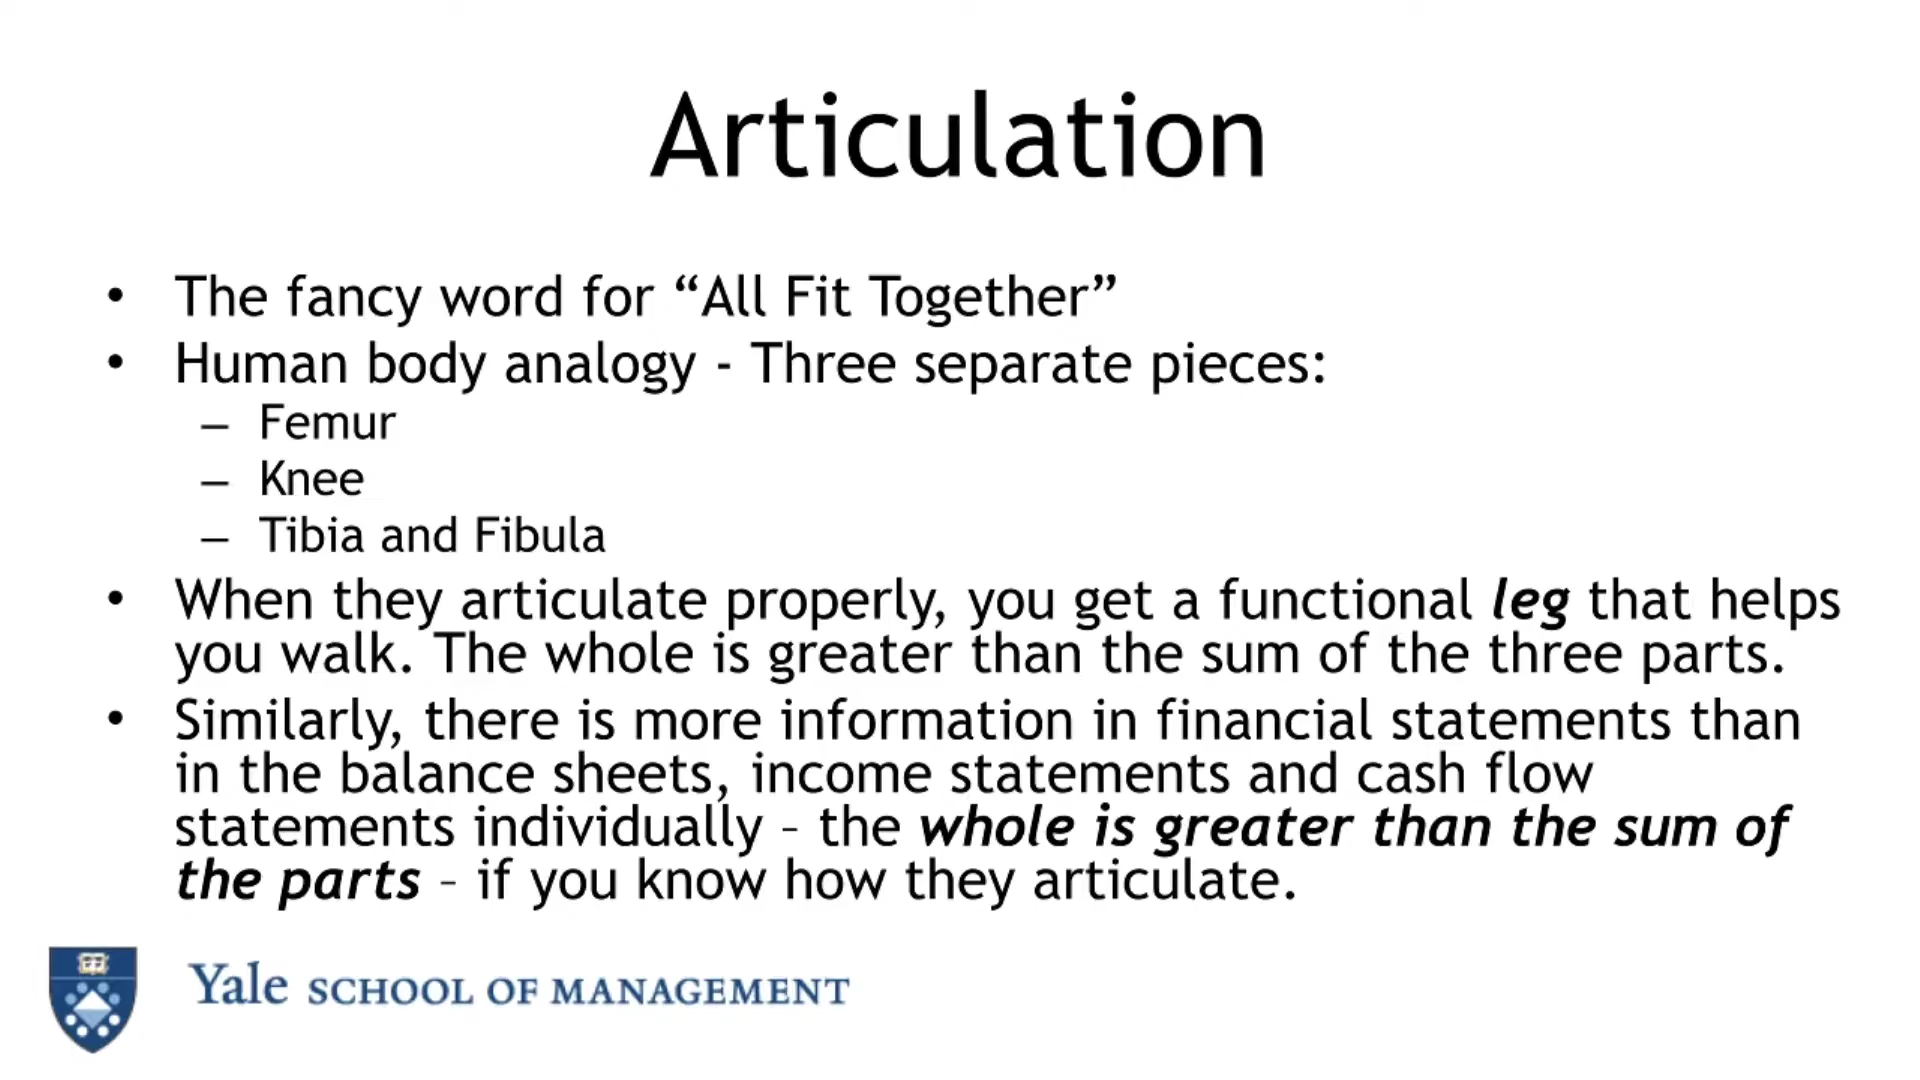 Articulation
• The fancy word for “All Fit Together”
• Human body analogy - Three separate pieces:
– Femur
– Knee
– Tibia and Fibula
• When they articulate properly, you get a functional leg that helps
you walk. The whole is greater than the sum of the three parts.
• Similarly, there is more information in financial statements than
in the balance sheets, income statements and cash flow
statements individually – the whole is greater than the sum of
the parts – if you know how they articulate.
Yale SCHOOL OF MANAGEMENT